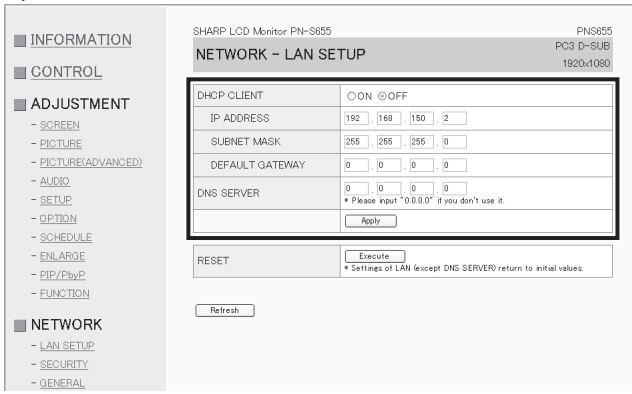 INFORMATION
CONTROL
ADJUSTMENT
- SCREEN
- PICTURE
- PICTURE(ADVANCED)
- AUDIO
- SETUP
- OPTION
- SCHEDULE
- ENLARGE
- PIP/PbyP
- FUNCTION
NETWORK
- LAN SETUP
- SECURITY
- GENERAL
SHARP LCD Monitor PN-S655 PNS655
NETWORK - LAN SETUP
PC3 D-SUB
1920x1080
DHCP CLIENT ON OFF
IP ADDRESS 192 . 168 . 150 . 2
SUBNET MASK 255 . 255 . 255 . 0
DEFAULT GATEWAY 0 . 0 . 0 . 0
DNS SERVER 0 . 0 . 0 . 0
* Please input "0.0.0.0" if you don't use it.
Apply
RESET Execute
* Settings of LAN (except DNS SERVER) return to initial values.
Refresh